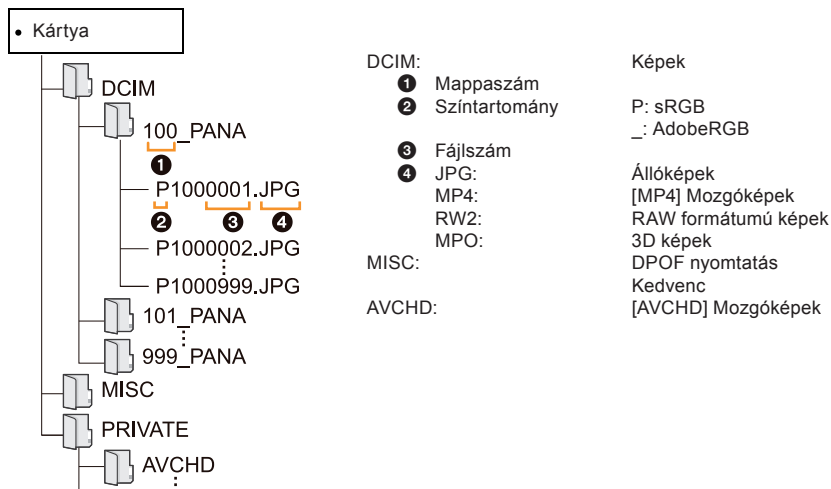 • Kártya
DCIM
100_PANA
❶
P1000001.JPG
❷ ❸ ❹
P1000002.JPG
P1000999.JPG
101_PANA
999_PANA
MISC
PRIVATE
AVCHD
DCIM: Képek
❶ Mappaszám
❷ Színtartomány P: sRGB
_: AdobeRGB
❸ Fájlszám
❹ JPG: Állóképek
MP4: [MP4] Mozgóképek
RW2: RAW formátumú képek
MPO: 3D képek
MISC: DPOF nyomtatás
Kedvenc
AVCHD: [AVCHD] Mozgóképek